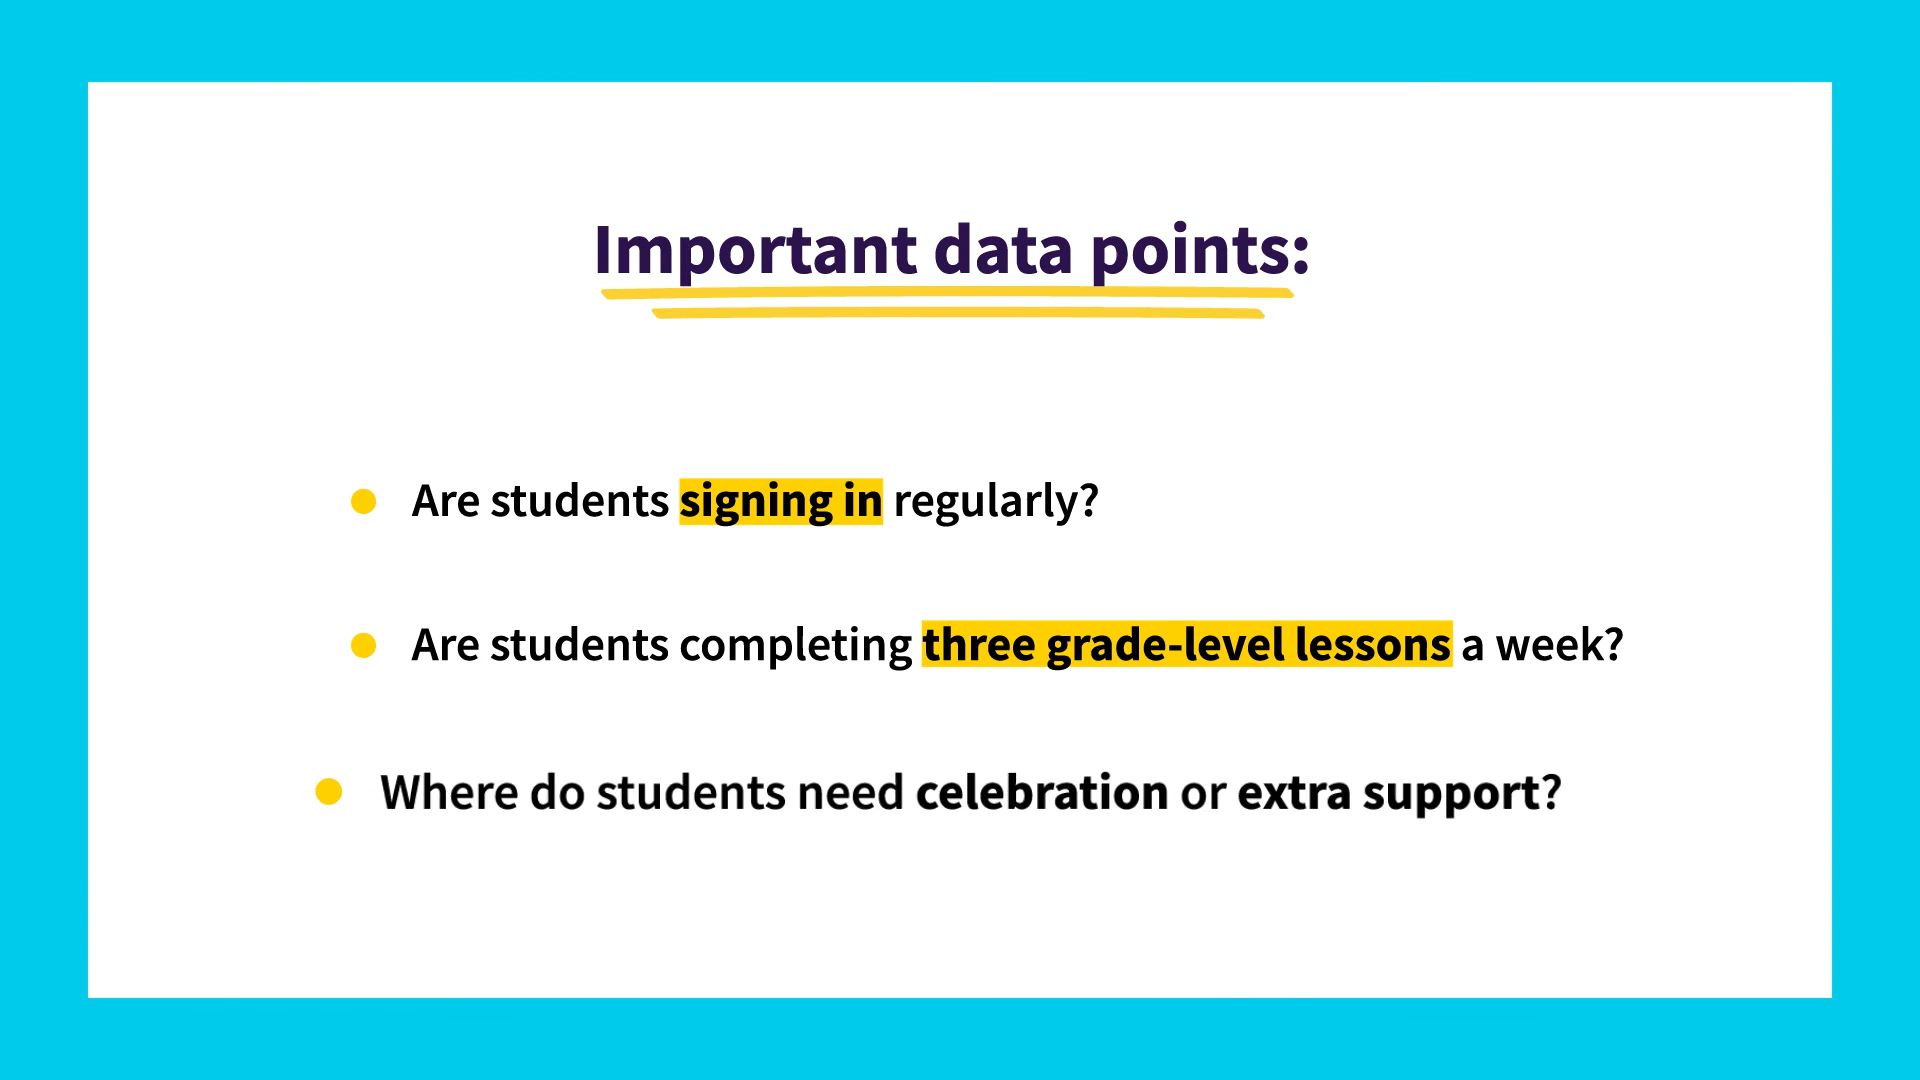 Important data points:
Are students signing in regularly?
Are students completing three grade-level lessons a week?
Where do students need celebration or extra support?